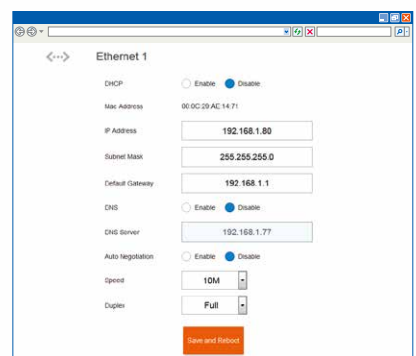 Ethernet 1
DHCP Enable Disable
Mac Address 00:0C:29:AE:14:71
IP Address 192.168.1.80
Subnet Mask 255.255.255.0
Default Gateway 192.168.1.1
DNS Enable Disable
DNS Server 192.168.1.77
Auto Negotiation Enable Disable
Speed 10M
Duplex Full
Save and Reboot